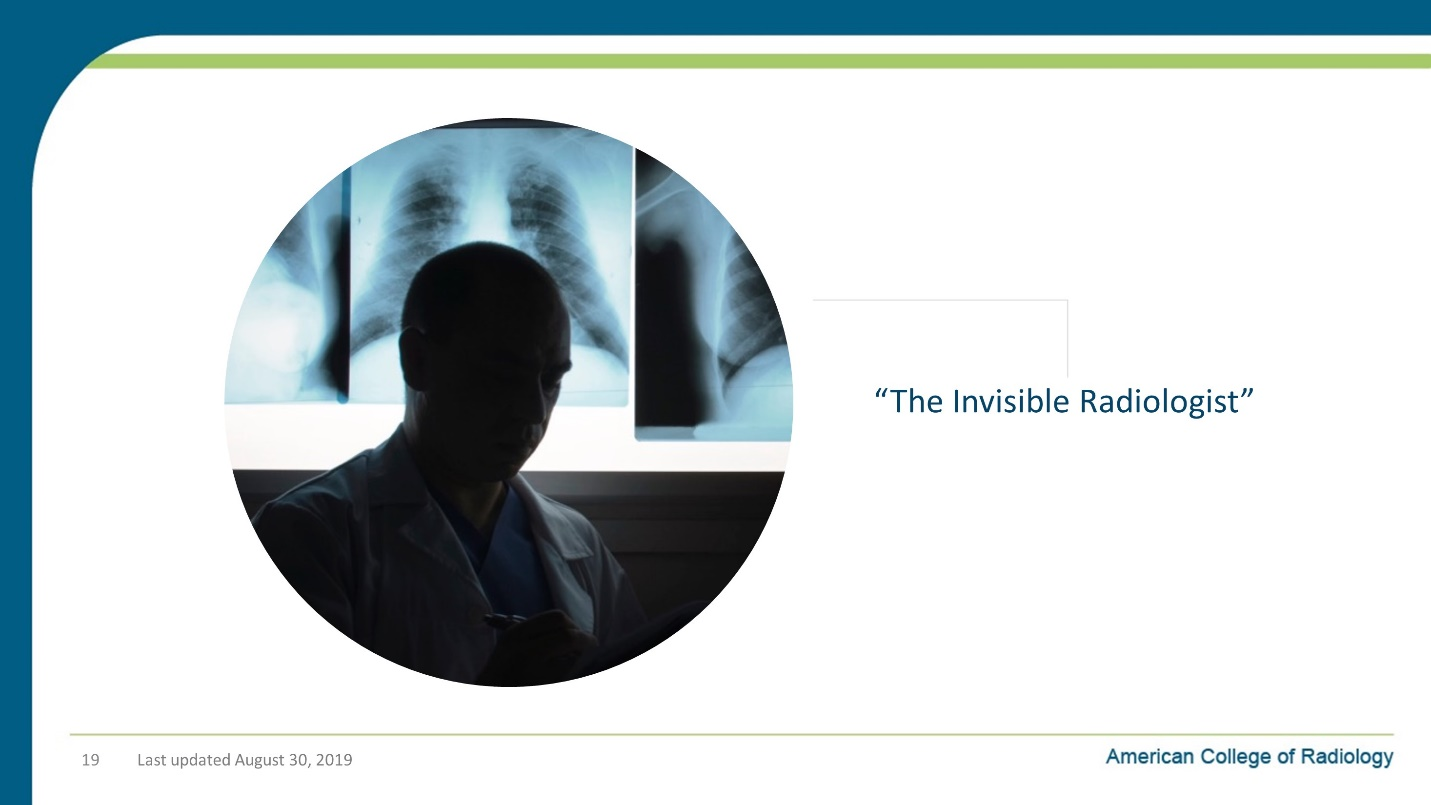 “The Invisible Radiologist”
19 Last updated August 30, 2019
American College of Radiology